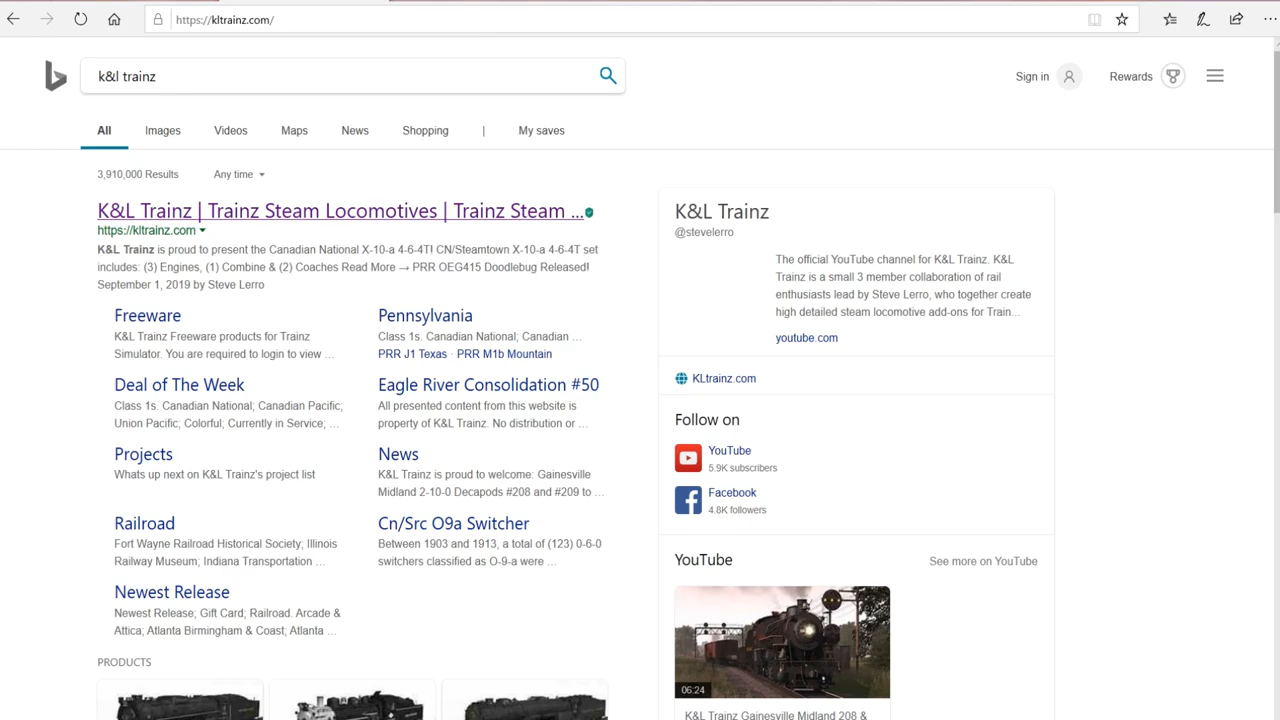 https://kltrainz.com/
k&l trainz
Sign in
Rewards
All
Images
Videos
Maps
News
Shopping
|
My saves
3,910,000 Results
Any time
K&L Trainz | Trainz Steam Locomotives | Trainz Steam ...
https://kltrainz.com
K&L Trainz is proud to present the Canadian National X-10-a 4-6-4T! CN/Steamtown X-10-a 4-6-4T set
includes: (3) Engines, (1) Combine & (2) Coaches Read More → PRR OEG415 Doodlebug Released!
September 1, 2019 by Steve Lerro
Freeware
K&L Trainz Freeware products for Trainz
Simulator. You are required to login to view ...
Pennsylvania
Class 1s. Canadian National; Canadian ...
PRR J1 Texas · PRR M1b Mountain
Deal of The Week
Class 1s. Canadian National; Canadian Pacific;
Union Pacific; Colorful; Currently in Service; ...
Eagle River Consolidation #50
All presented content from this website is
property of K&L Trainz. No distribution or ...
Projects
Whats up next on K&L Trainz's project list
News
K&L Trainz is proud to welcome: Gainesville
Midland 2-10-0 Decapods #208 and #209 to ...
Railroad
Fort Wayne Railroad Historical Society; Illinois
Railway Museum; Indiana Transportation ...
Cn/Src O9a Switcher
Between 1903 and 1913, a total of (123) 0-6-0
switchers classified as O-9-a were ...
Newest Release
Newest Release; Gift Card; Railroad. Arcade &
Attica; Atlanta Birmingham & Coast; Atlanta ...
PRODUCTS
K&L Trainz
@stevelerro
The official YouTube channel for K&L Trainz. K&L
Trainz is a small 3 member collaboration of rail
enthusiasts lead by Steve Lerro, who together create
high detailed steam locomotive add-ons for Train...
youtube.com
KLtrainz.com
Follow on
YouTube
5.9K subscribers
Facebook
4.8K followers
YouTube
See more on YouTube
06:24
K&L Trainz Gainesville Midland 208 &